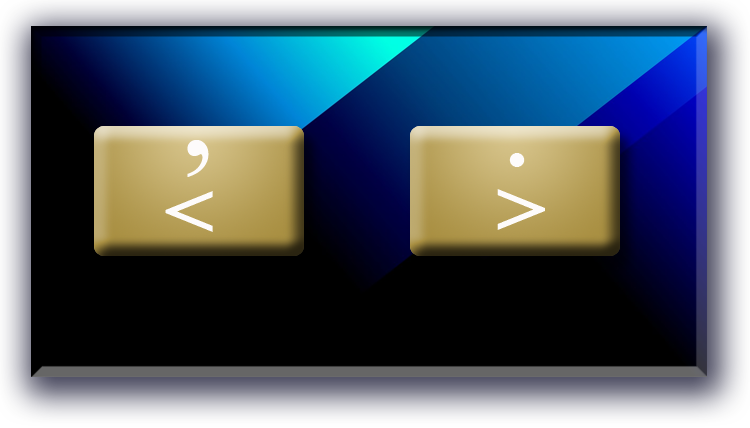 , .
< >